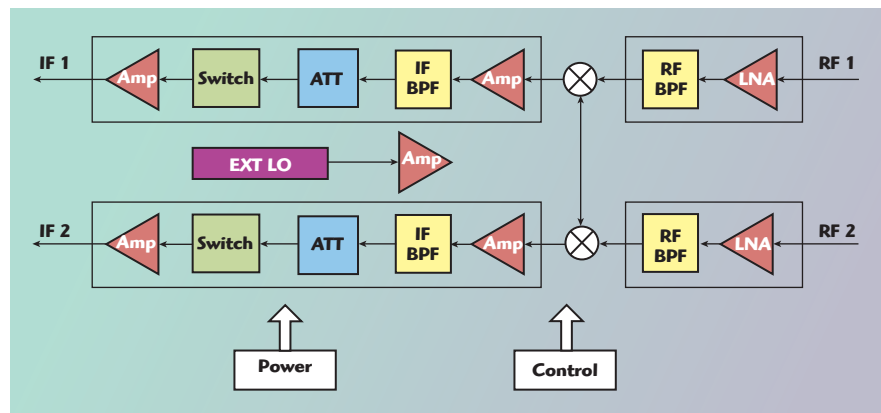 IF 1
Amp
Switch
ATT
IF
BPF
Amp
RF
BPF
LNA
RF 1
EXT LO
Amp
IF 2
Amp
Switch
ATT
IF
BPF
Amp
RF
BPF
LNA
RF 2
Power
Control